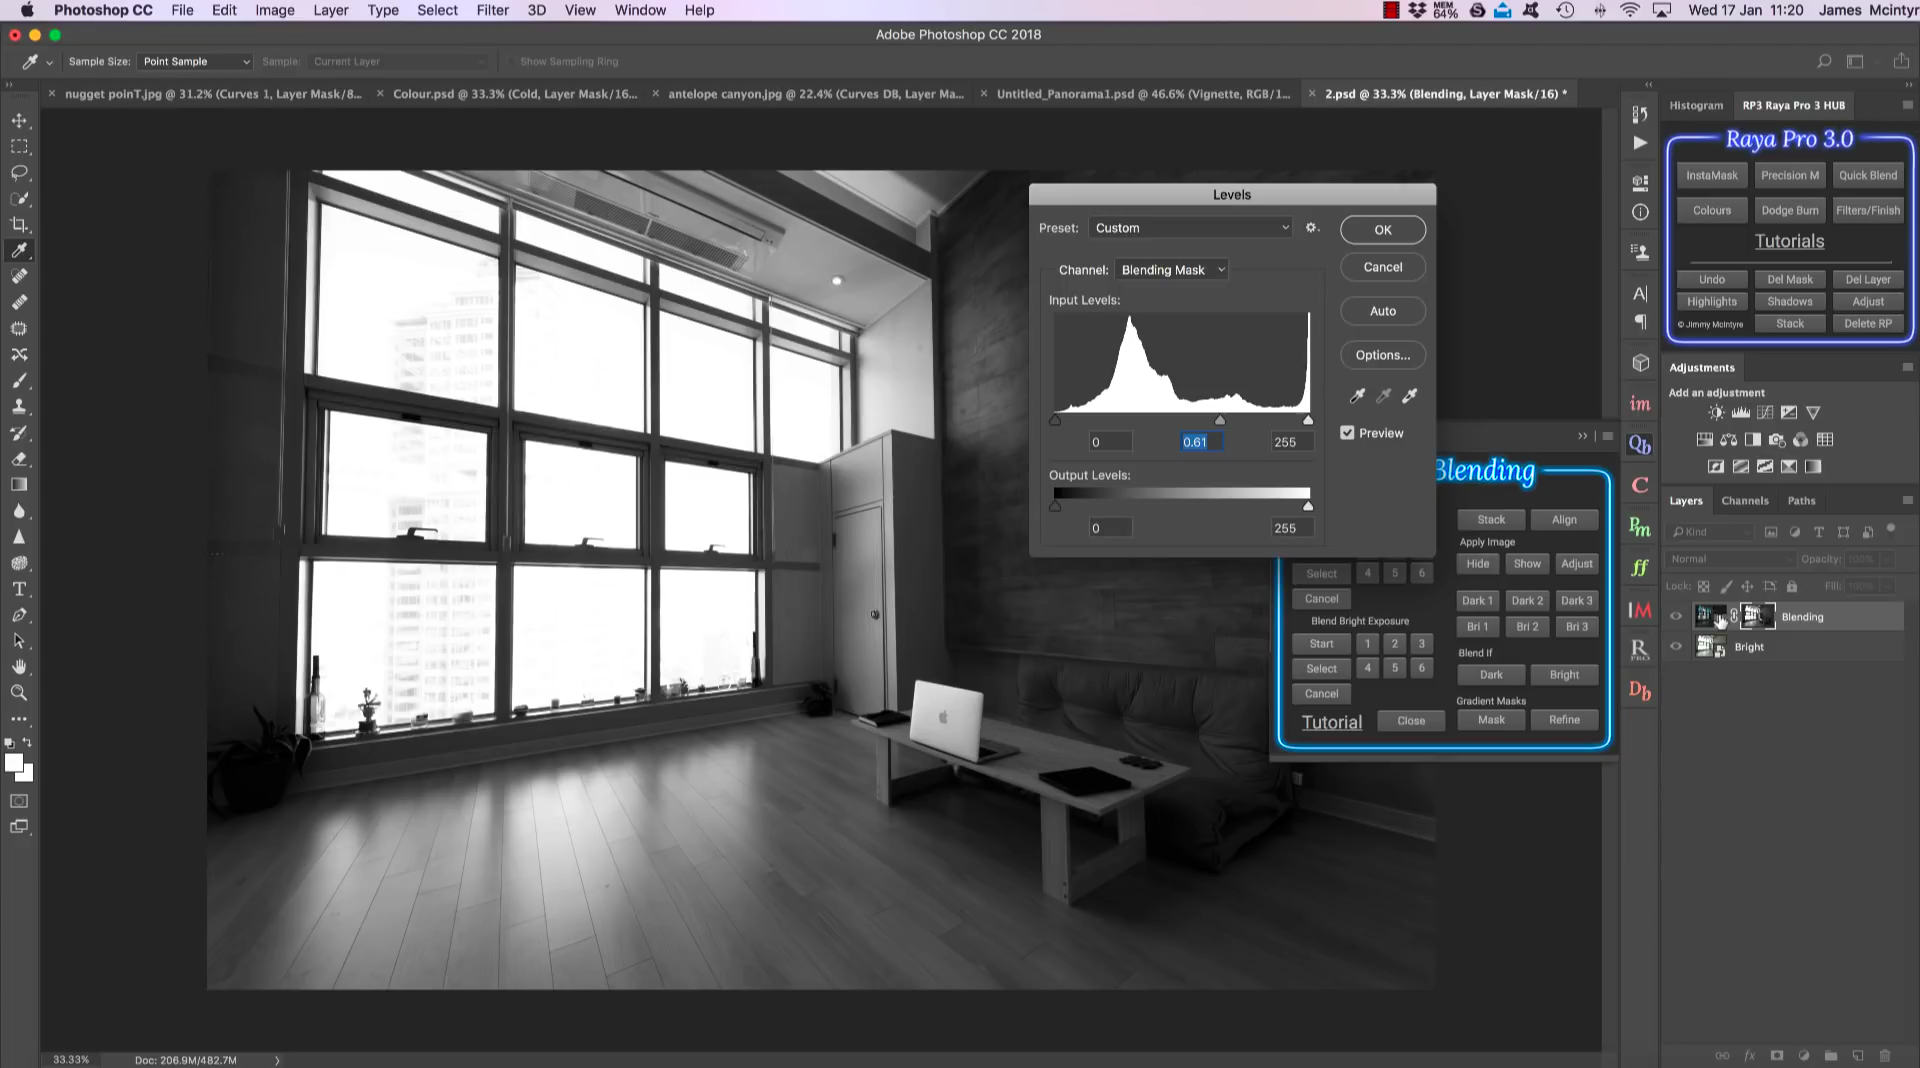 Photoshop CC File Edit Image Layer Type Select Filter 3D View Window Help MEM 64% Wed 17 Jan 11:20 James Mcintyr
Adobe Photoshop CC 2018
Sample Size: Point Sample Sample: Current Layer Show Sampling Ring
nugget poinT.jpg @ 31.2% (Curves 1, Layer Mask/8... Colour.psd @ 33.3% (Cold, Layer Mask/16... antelope canyon.jpg @ 22.4% (Curves DB, Layer Ma... Untitled_Panorama1.psd @ 46.6% (Vignette, RGB/1... 2.psd @ 33.3% (Blending, Layer Mask/16) *
Levels
Preset: Custom OK
Channel: Blending Mask Cancel
Input Levels:
Auto
Options...
Preview
0 0.61 255
Output Levels:
0 255
Blending
Stack Align
Apply Image
Hide Show Adjust
Select 4 5 6
Cancel Dark 1 Dark 2 Dark 3
Blend Bright Exposure Bri 1 Bri 2 Bri 3
Start 1 2 3
Blend If
Select 4 5 6 Dark Bright
Cancel
Gradient Masks
Tutorial Close Mask Refine
Histogram RP3 Raya Pro 3 HUB
Raya Pro 3.0
InstaMask Precision M Quick Blend
Colours Dodge Burn Filters/Finish
Tutorials
Undo Del Mask Del Layer
Highlights Shadows Adjust
© Jimmy McIntyre Stack Delete RP
Adjustments
Add an adjustment
im
Qb
C
Pm
ff
IM
R PRO
Db
Layers Channels Paths
Kind
Normal Opacity: 100%
Lock: Fill: 100%
Blending
Bright
33.33% Doc: 206.9M/482.7M